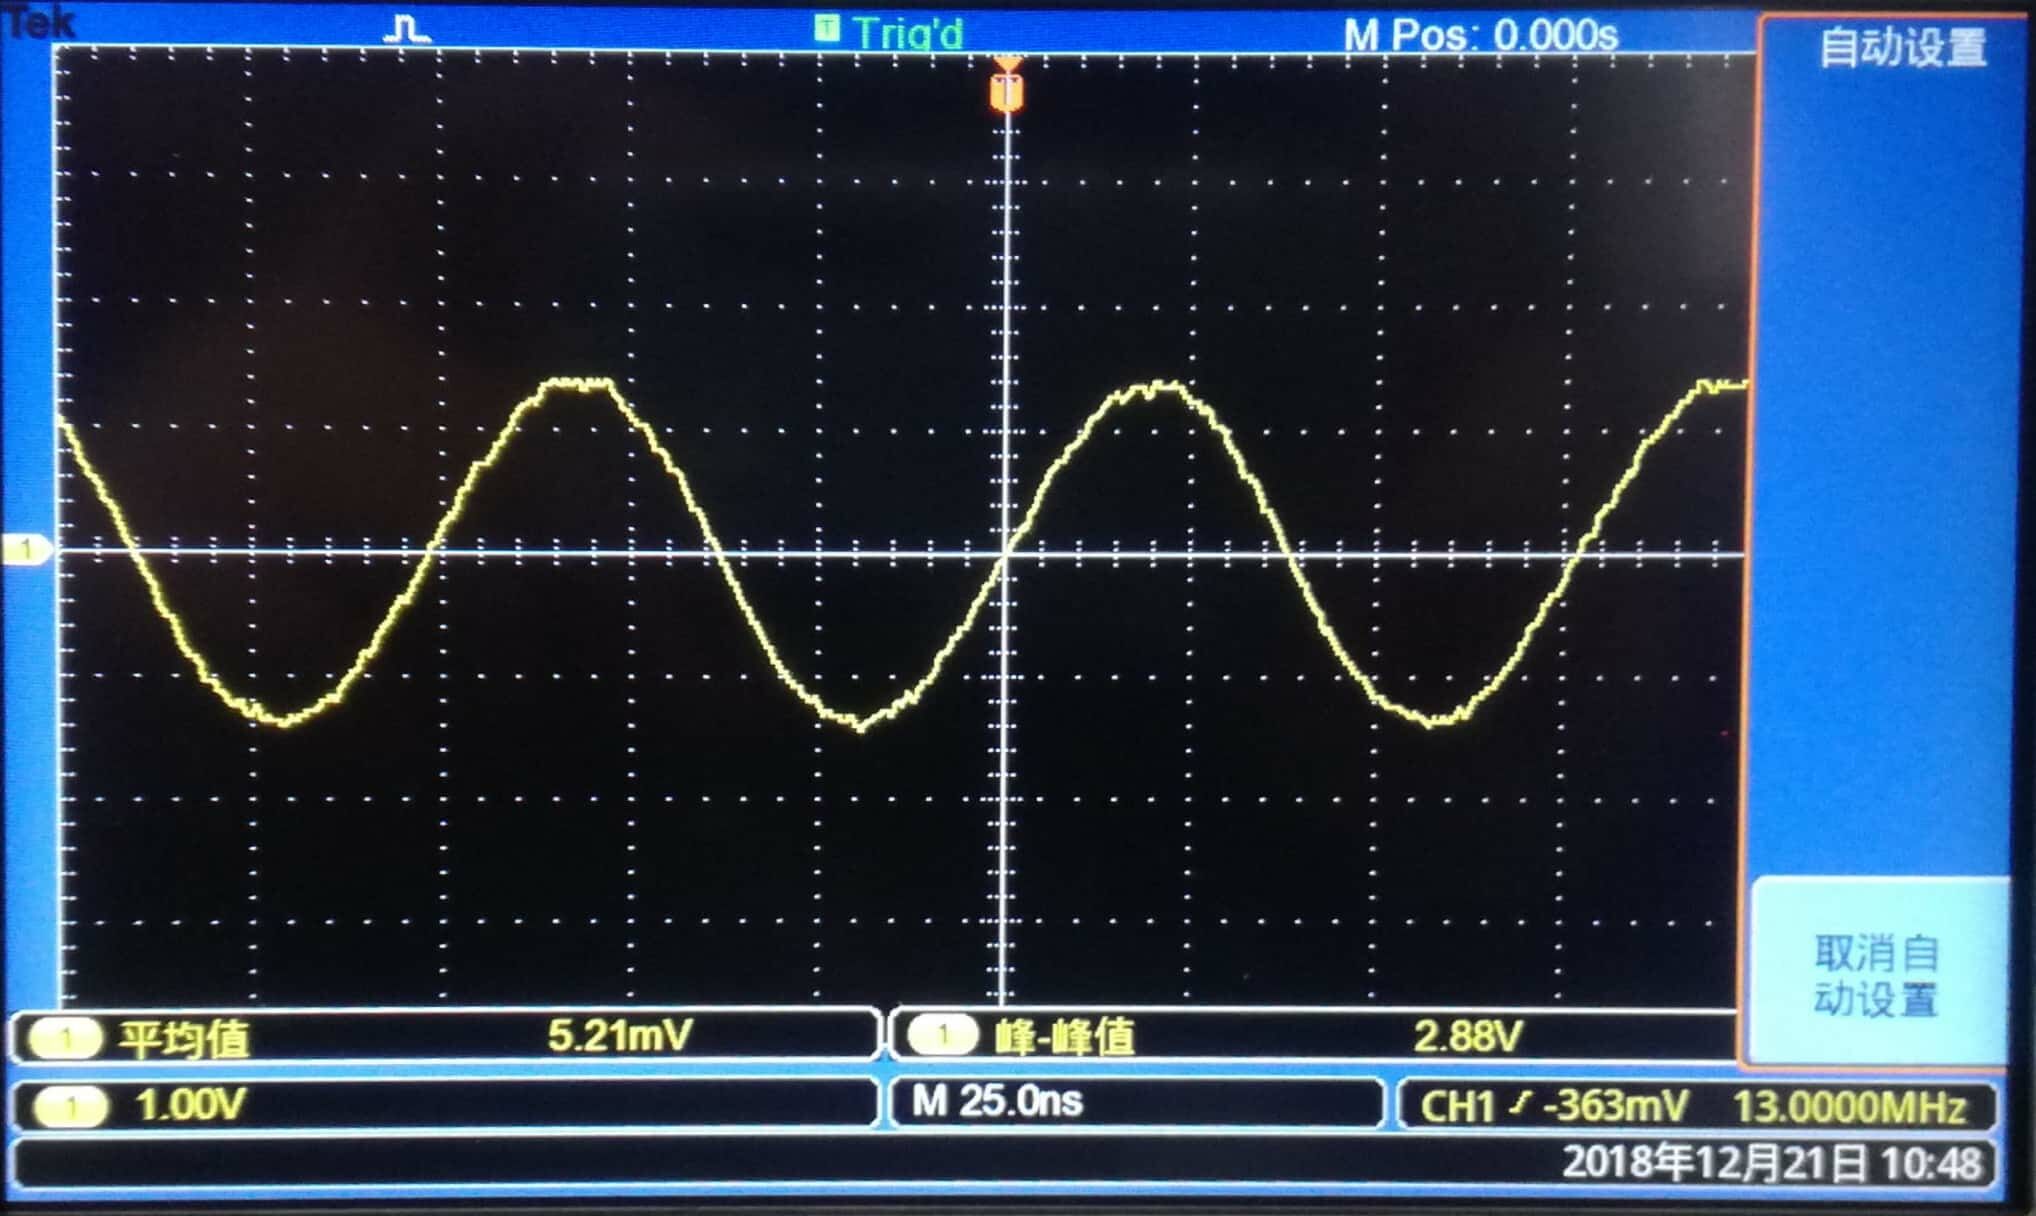 Tek
T Trig'd
M Pos: 0.000s
自动设置
T
1
取消自
动设置
1 平均值 5.21mV
1 峰-峰值 2.88V
1 1.00V
M 25.0ns
CH1 -363mV 13.0000MHz
2018年12月21日 10:48